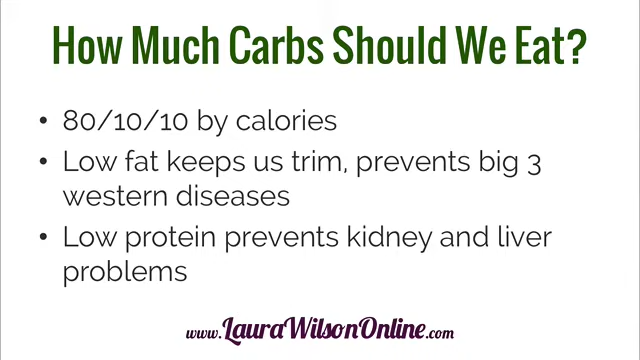 How Much Carbs Should We Eat?
• 80/10/10 by calories
• Low fat keeps us trim, prevents big 3
western diseases
• Low protein prevents kidney and liver
problems
www.LauraWilsonOnline.com